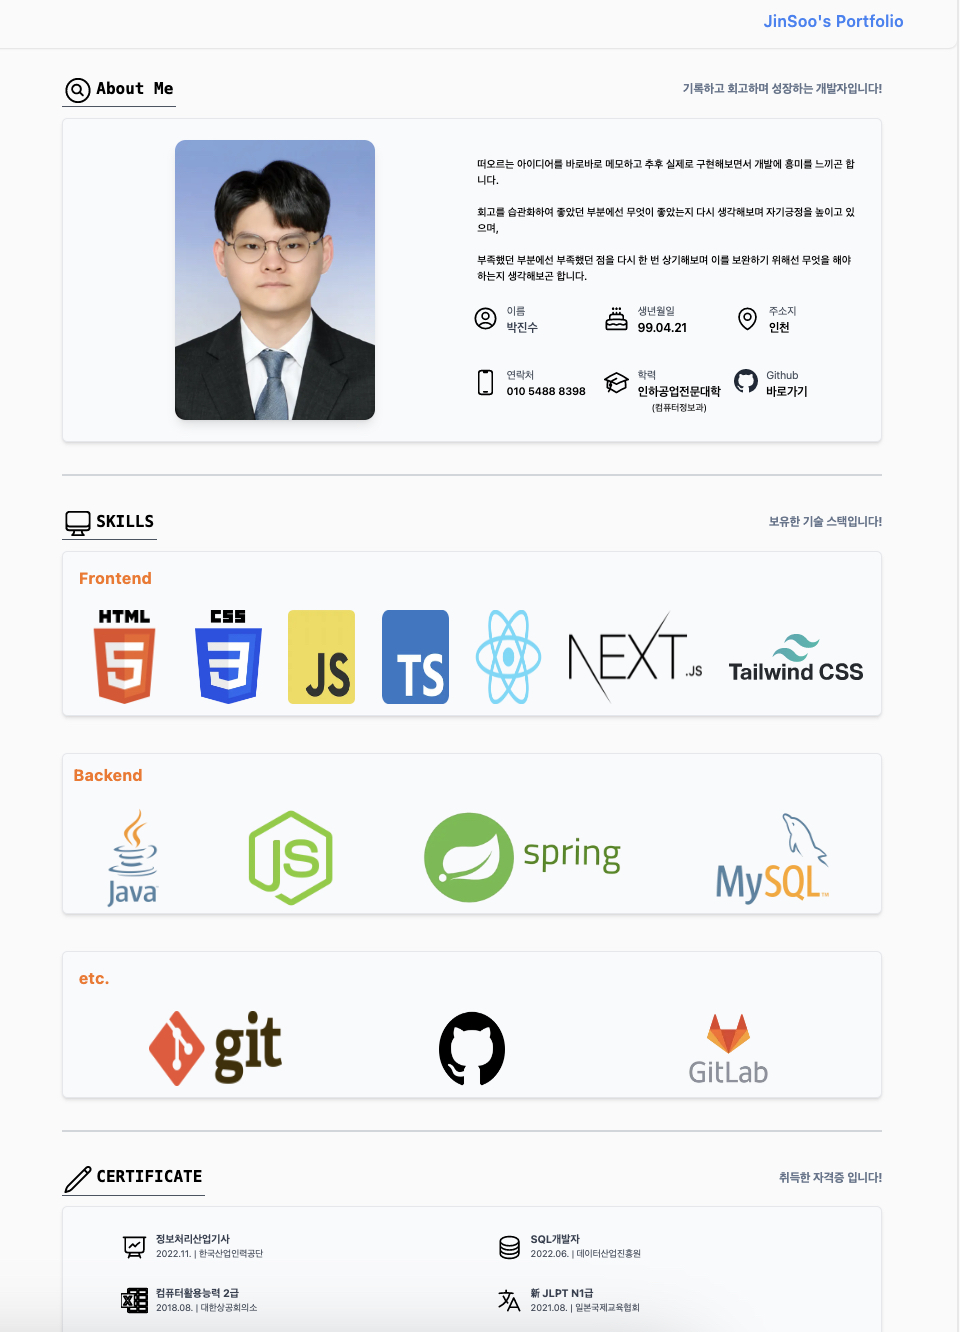 JinSoo's Portfolio
About Me
기록하고 회고하며 성장하는 개발자입니다!
떠오르는 아이디어를 바로바로 메모하고 추후 실제로 구현해보면서 개발에 흥미를 느끼곤 합
니다.
회고를 습관화하여 좋았던 부분에선 무엇이 좋았는지 다시 생각해보며 자기긍정을 높이고 있
으며,
부족했던 부분에선 부족했던 점을 다시 한 번 상기해보며 이를 보완하기 위해선 무엇을 해야
하는지 생각해보곤 합니다.
이름
박진수
생년월일
99.04.21
주소지
인천
연락처
010 5488 8398
학력
인하공업전문대학
(컴퓨터정보과)
Github
바로가기
SKILLS
보유한 기술 스택입니다!
Frontend
HTML
5
CSS
3
JS
TS
NEXT.JS
Tailwind CSS
Backend
Java
JS
spring
MySQL™
etc.
git
GitLab
CERTIFICATE
취득한 자격증 입니다!
정보처리산업기사
2022.11. | 한국산업인력공단
SQL개발자
2022.06. | 데이터산업진흥원
컴퓨터활용능력 2급
2018.08. | 대한상공회의소
新 JLPT N1급
2021.08. | 일본국제교육협회